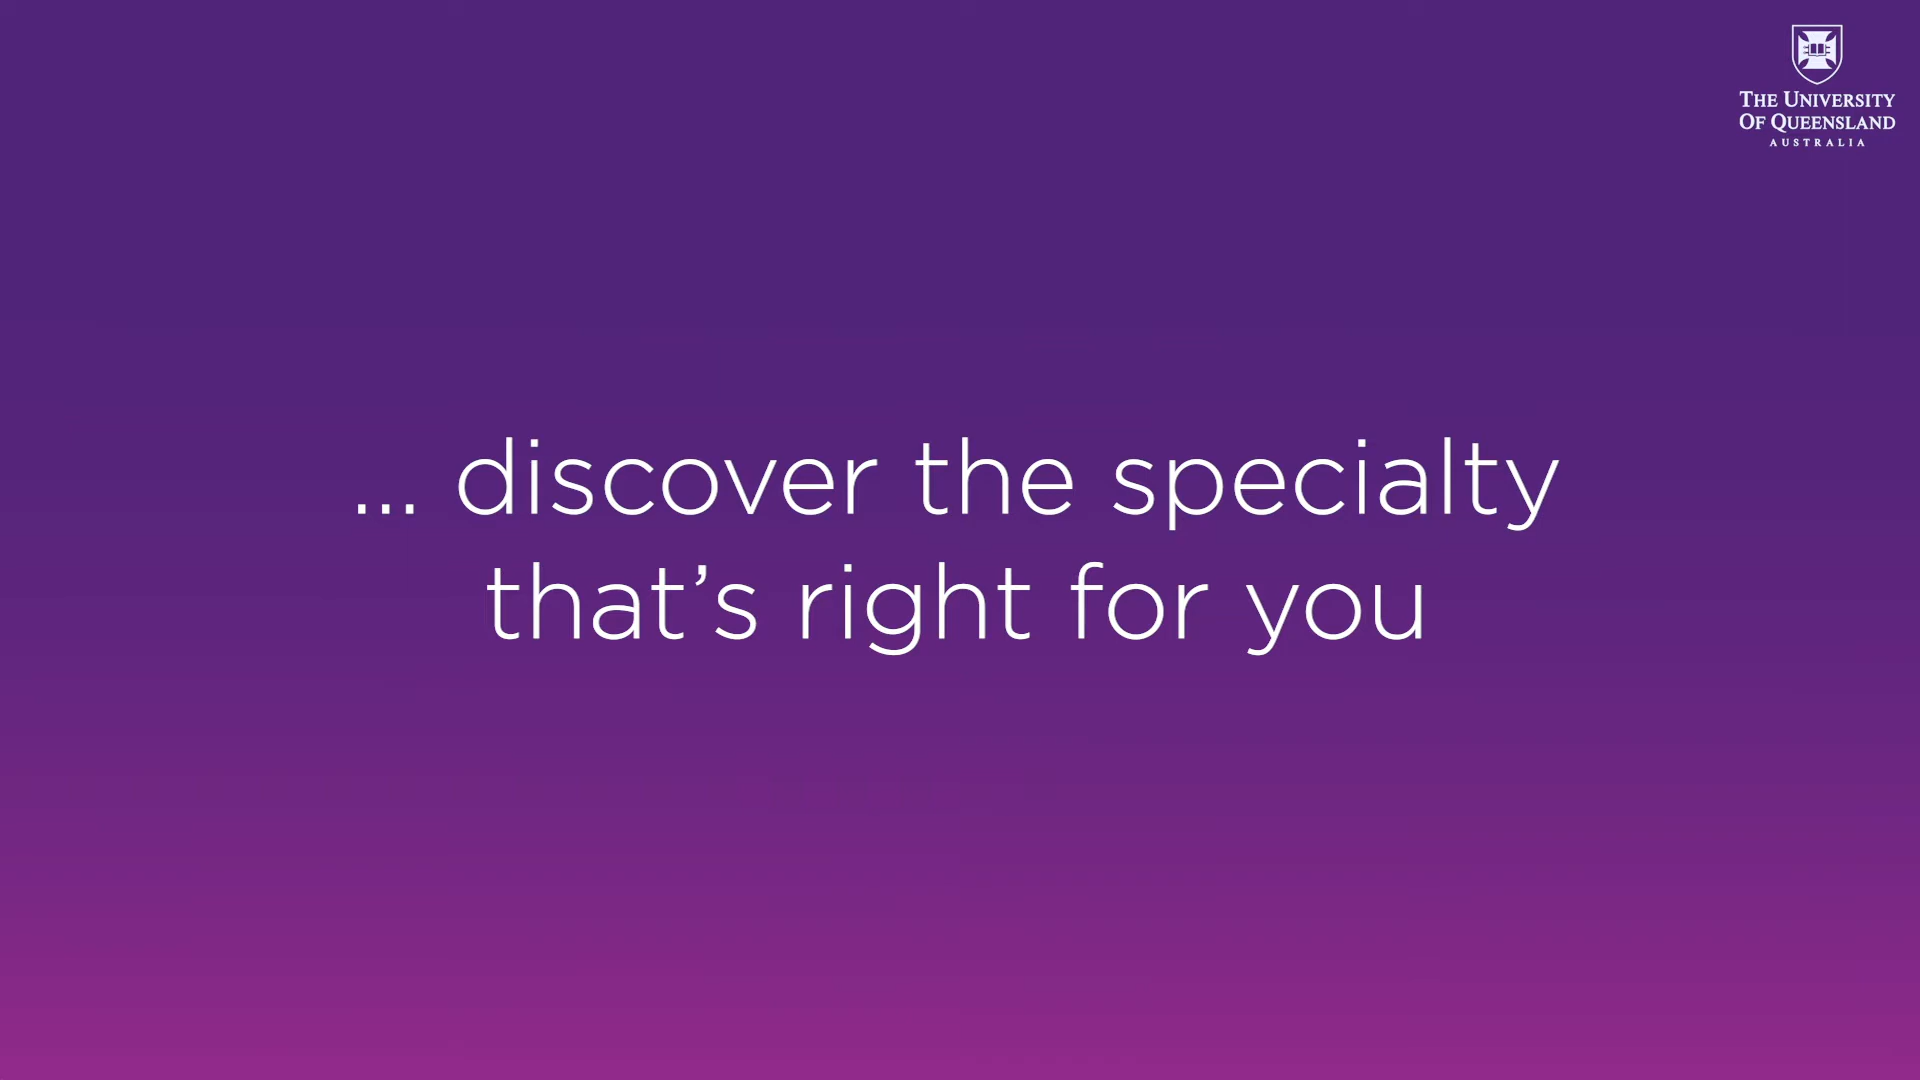 THE UNIVERSITY
OF QUEENSLAND
AUSTRALIA
... discover the specialty
that’s right for you